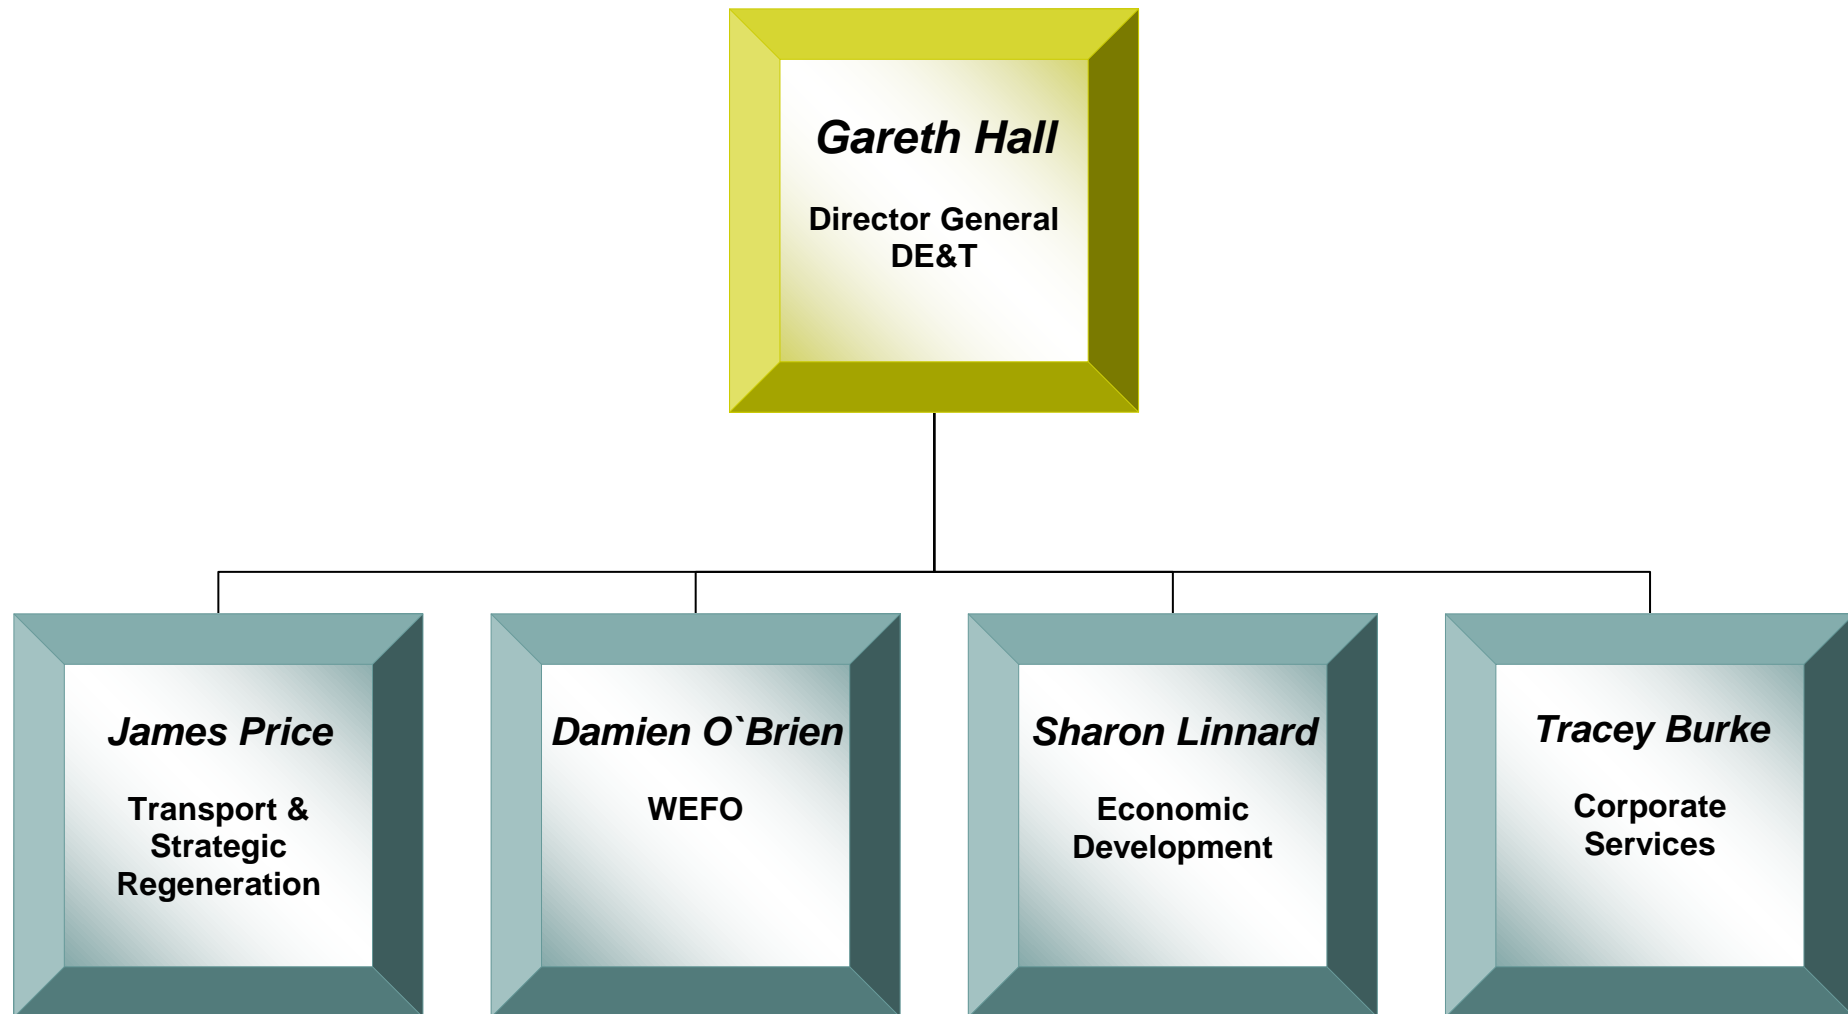 Gareth Hall
Director General
DE&T
James Price
Transport &
Strategic
Regeneration
Damien O`Brien
WEFO
Sharon Linnard
Economic
Development
Tracey Burke
Corporate
Services